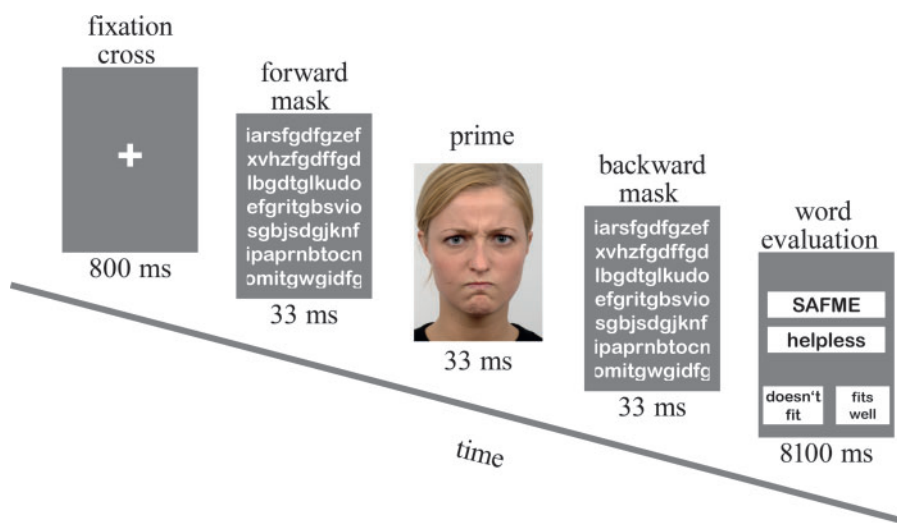 fixation
cross
800 ms
forward
mask
iarsfgdfgzef
xvhzfgdffgd
lbgdtglkudo
efgritgbsvio
sgbjsdgjknf
ipaprnbtocn
omitgwgidfg
33 ms
prime
33 ms
backward
mask
iarsfgdfgzef
xvhzfgdffgd
lbgdtglkudo
efgritgbsvio
sgbjsdgjknf
ipaprnbtocn
omitgwgidfg
33 ms
word
evaluation
SAFME
helpless
doesn't
fit
fits
well
8100 ms
time